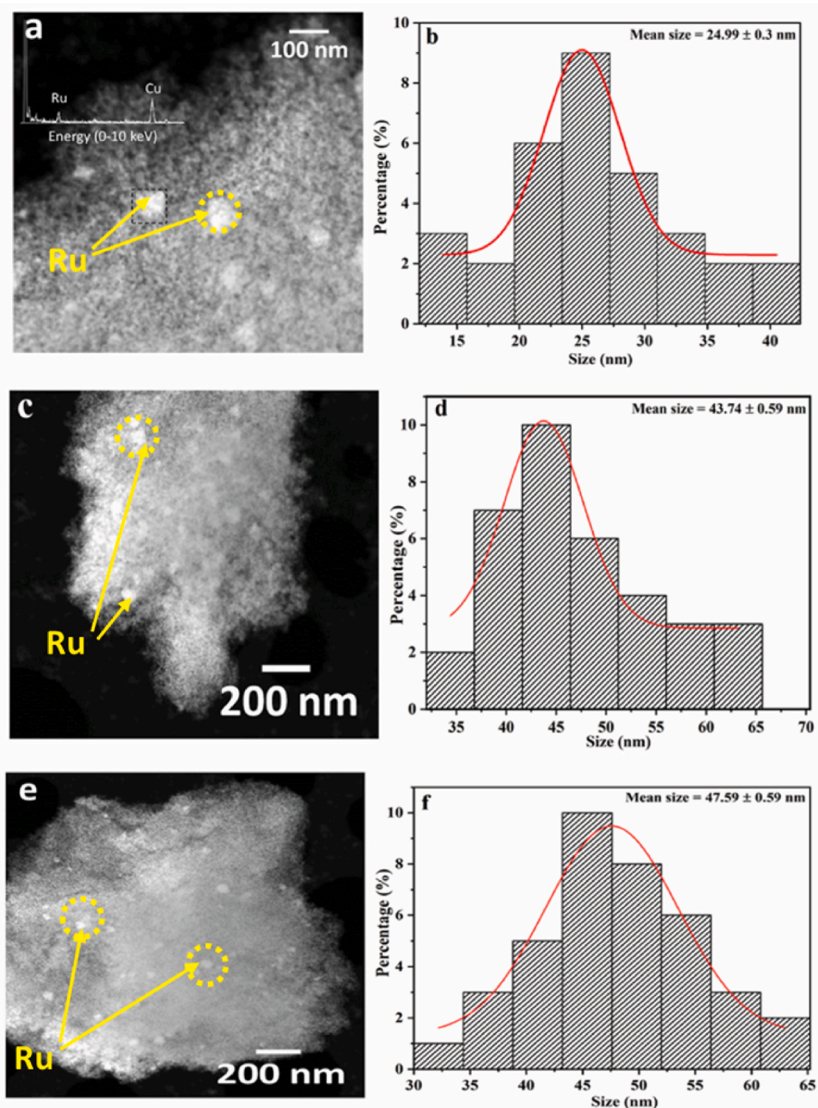 a
100 nm
Ru
Cu
Energy (0-10 keV)
Ru
b
Mean size = 24.99 ± 0.3 nm
10
8
6
4
2
0
Percentage (%)
15 20 25 30 35 40
Size (nm)
c
Ru
200 nm
d
Mean size = 43.74 ± 0.59 nm
10
8
6
4
2
0
Percentage (%)
35 40 45 50 55 60 65 70
Size (nm)
e
Ru
200 nm
f
Mean size = 47.59 ± 0.59 nm
10
8
6
4
2
0
Percentage (%)
30 35 40 45 50 55 60 65
Size (nm)